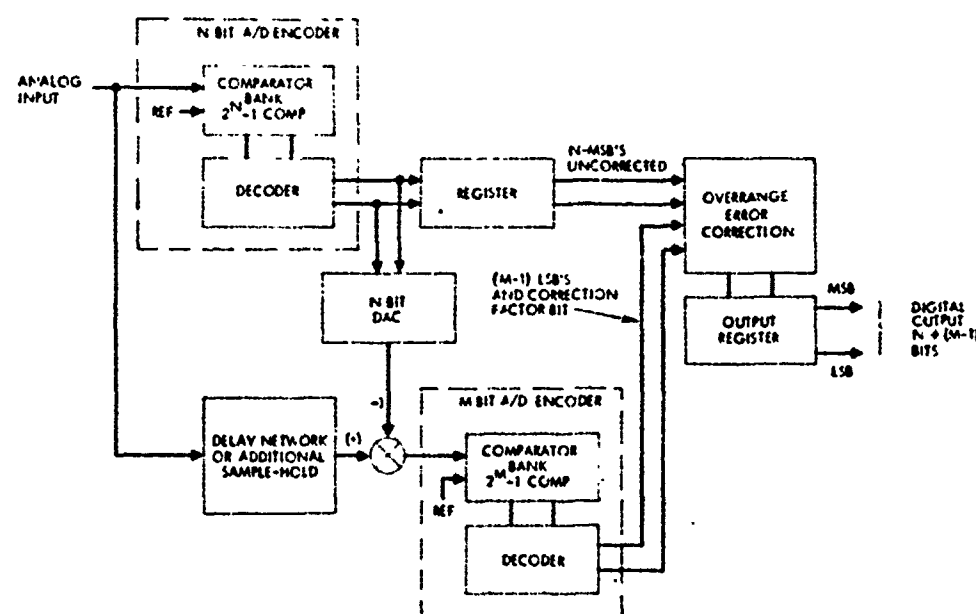 N BIT A/D ENCODER
ANALOG
INPUT
COMPARATOR
BANK
2^N-1 COMP
REF
DECODER
REGISTER
N-MSB'S
UNCORRECTED
OVERRANGE
ERROR
CORRECTION
N BIT
DAC
(M-1) LSB'S
AND CORRECTION
FACTOR BIT
OUTPUT
REGISTER
MSB
LSB
DIGITAL
OUTPUT
N + (M-1)
BITS
DELAY NETWORK
OR ADDITIONAL
SAMPLE-HOLD
(+)
(-)
M BIT A/D ENCODER
COMPARATOR
BANK
2^M-1 COMP
REF
DECODER